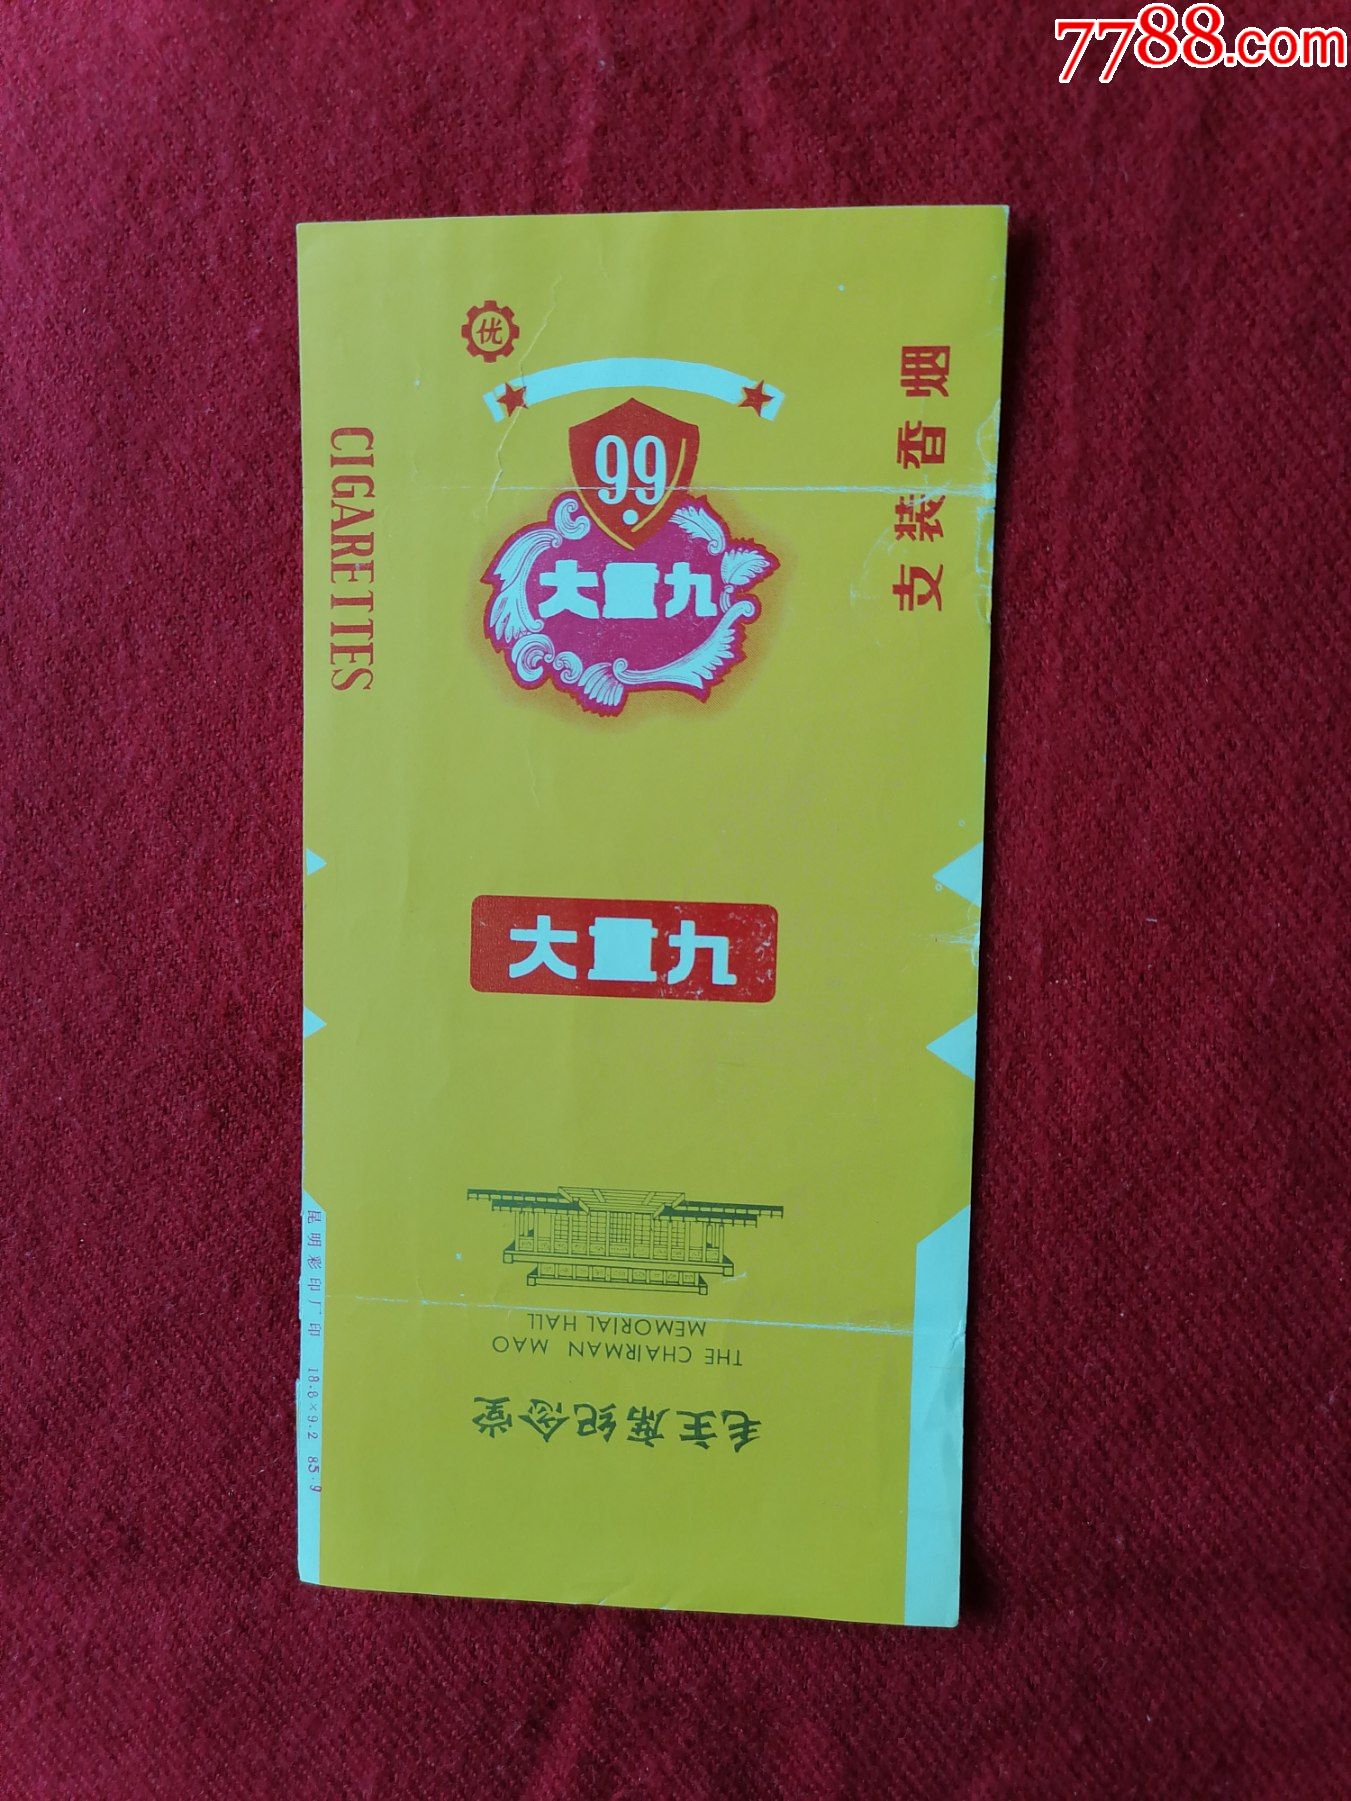 7788.com
优
99
大重九
CIGARETTES
支装香烟
大重九
毛主席纪念堂
THE CHAIRMAN MAO
MEMORIAL HALL
昆明彩印厂印 18.8×9.2 85.9